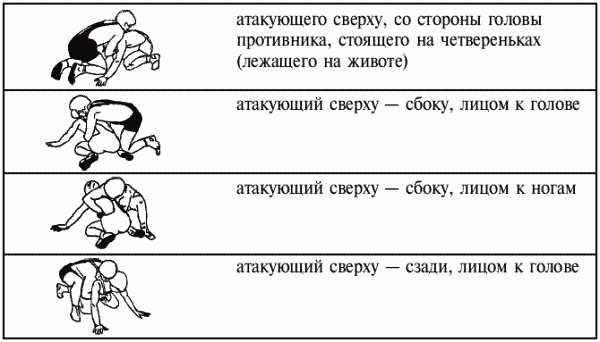 атакующего сверху, со стороны головы
противника, стоящего на четвереньках
(лежащего на животе)
атакующий сверху — сбоку, лицом к голове
атакующий сверху — сбоку, лицом к ногам
атакующий сверху — сзади, лицом к голове